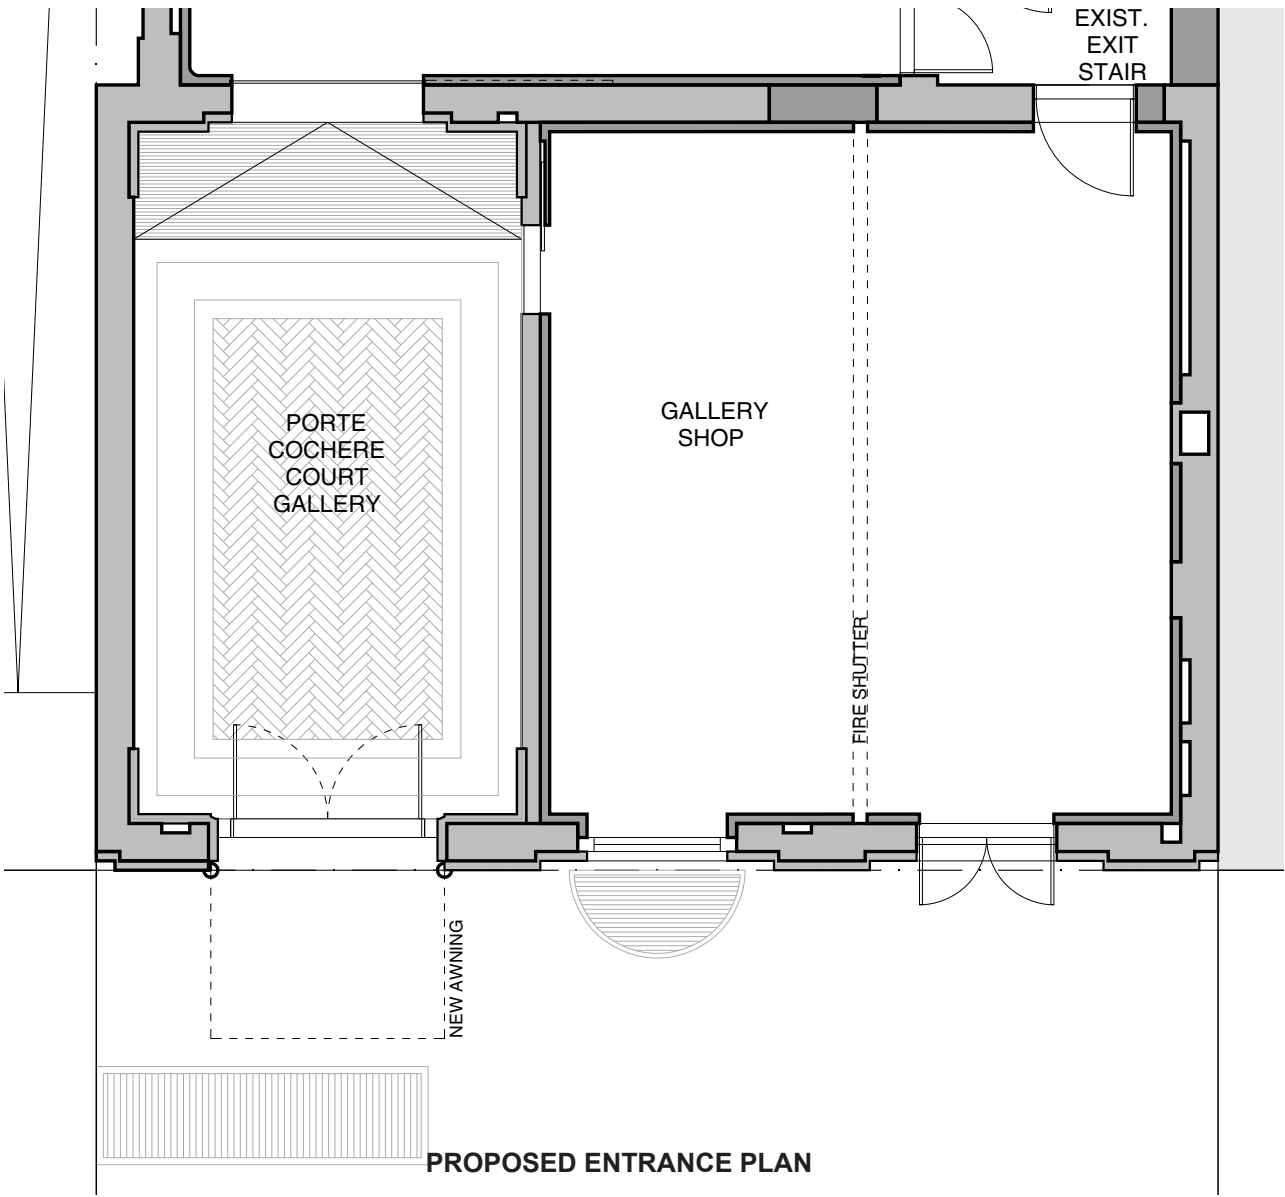 EXIST.
EXIT
STAIR
PORTE
COCHERE
COURT
GALLERY
GALLERY
SHOP
FIRE SHUTTER
NEW AWNING
PROPOSED ENTRANCE PLAN